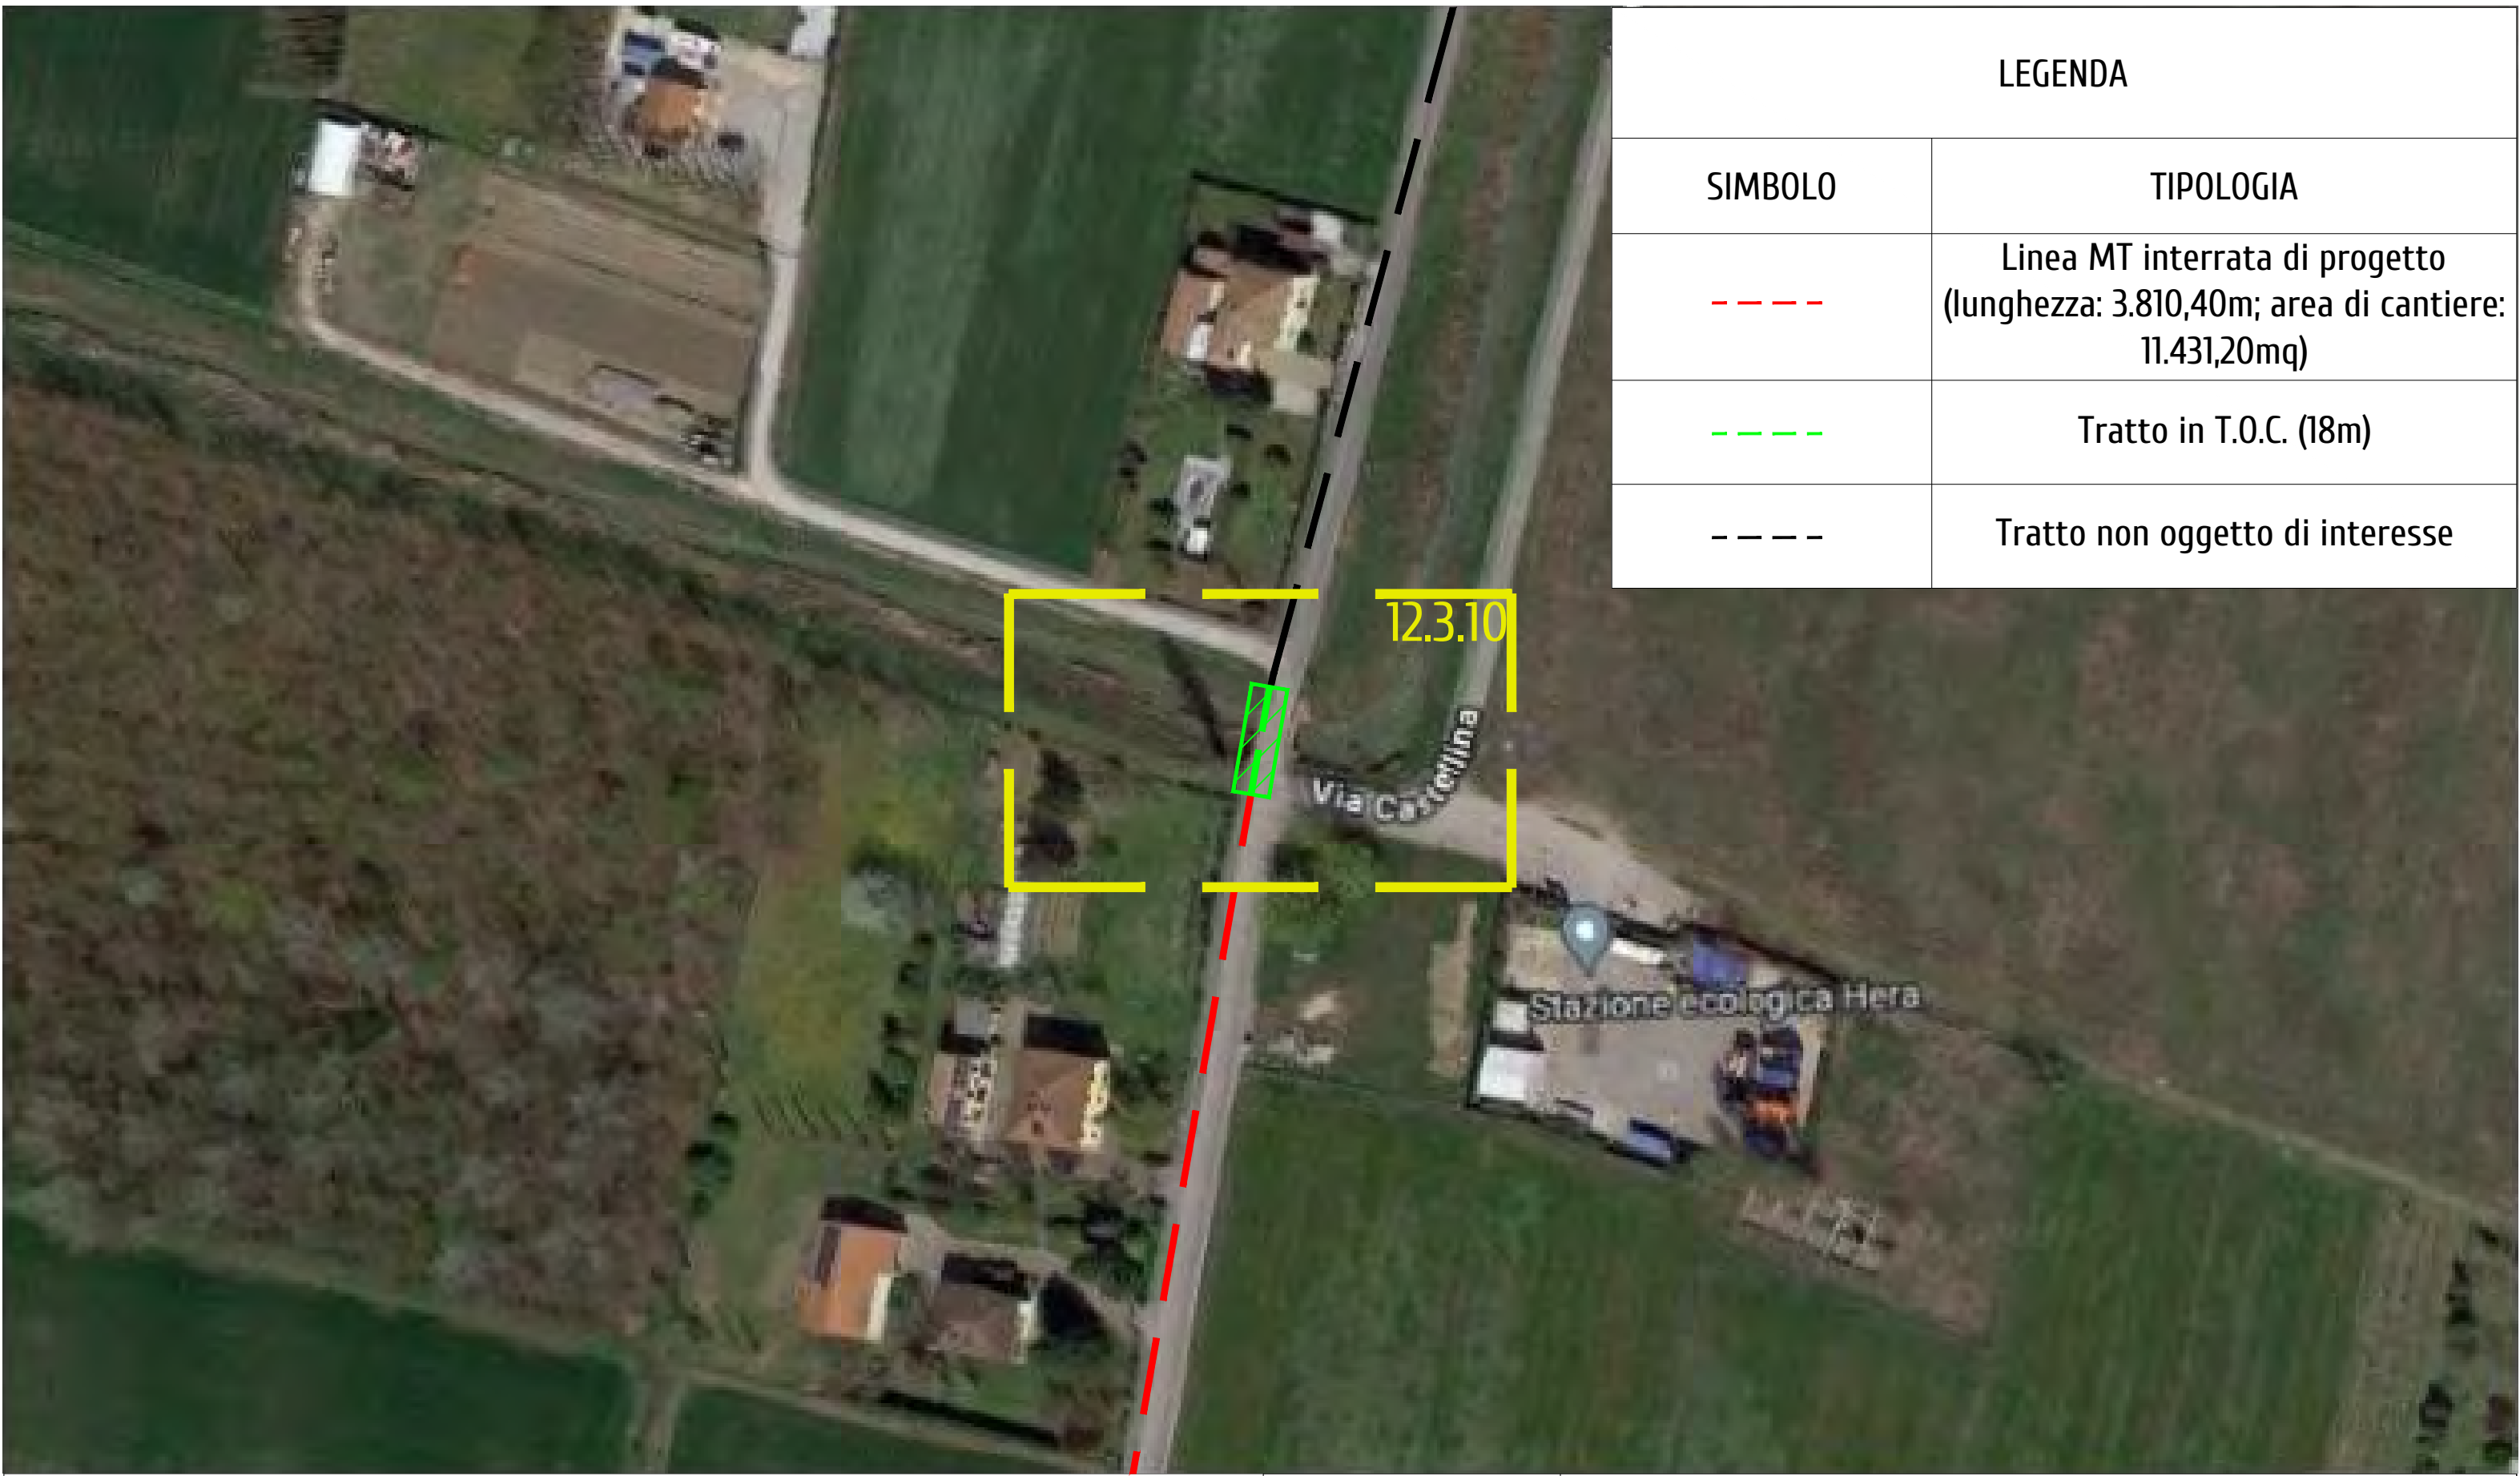 LEGENDA
SIMBOLO
TIPOLOGIA
Linea MT interrata di progetto
(lunghezza: 3.810,40m; area di cantiere:
11.431,20mq)
Tratto in T.O.C. (18m)
Tratto non oggetto di interesse
12.3.10
Via Castellina
Stazione ecologica Hera